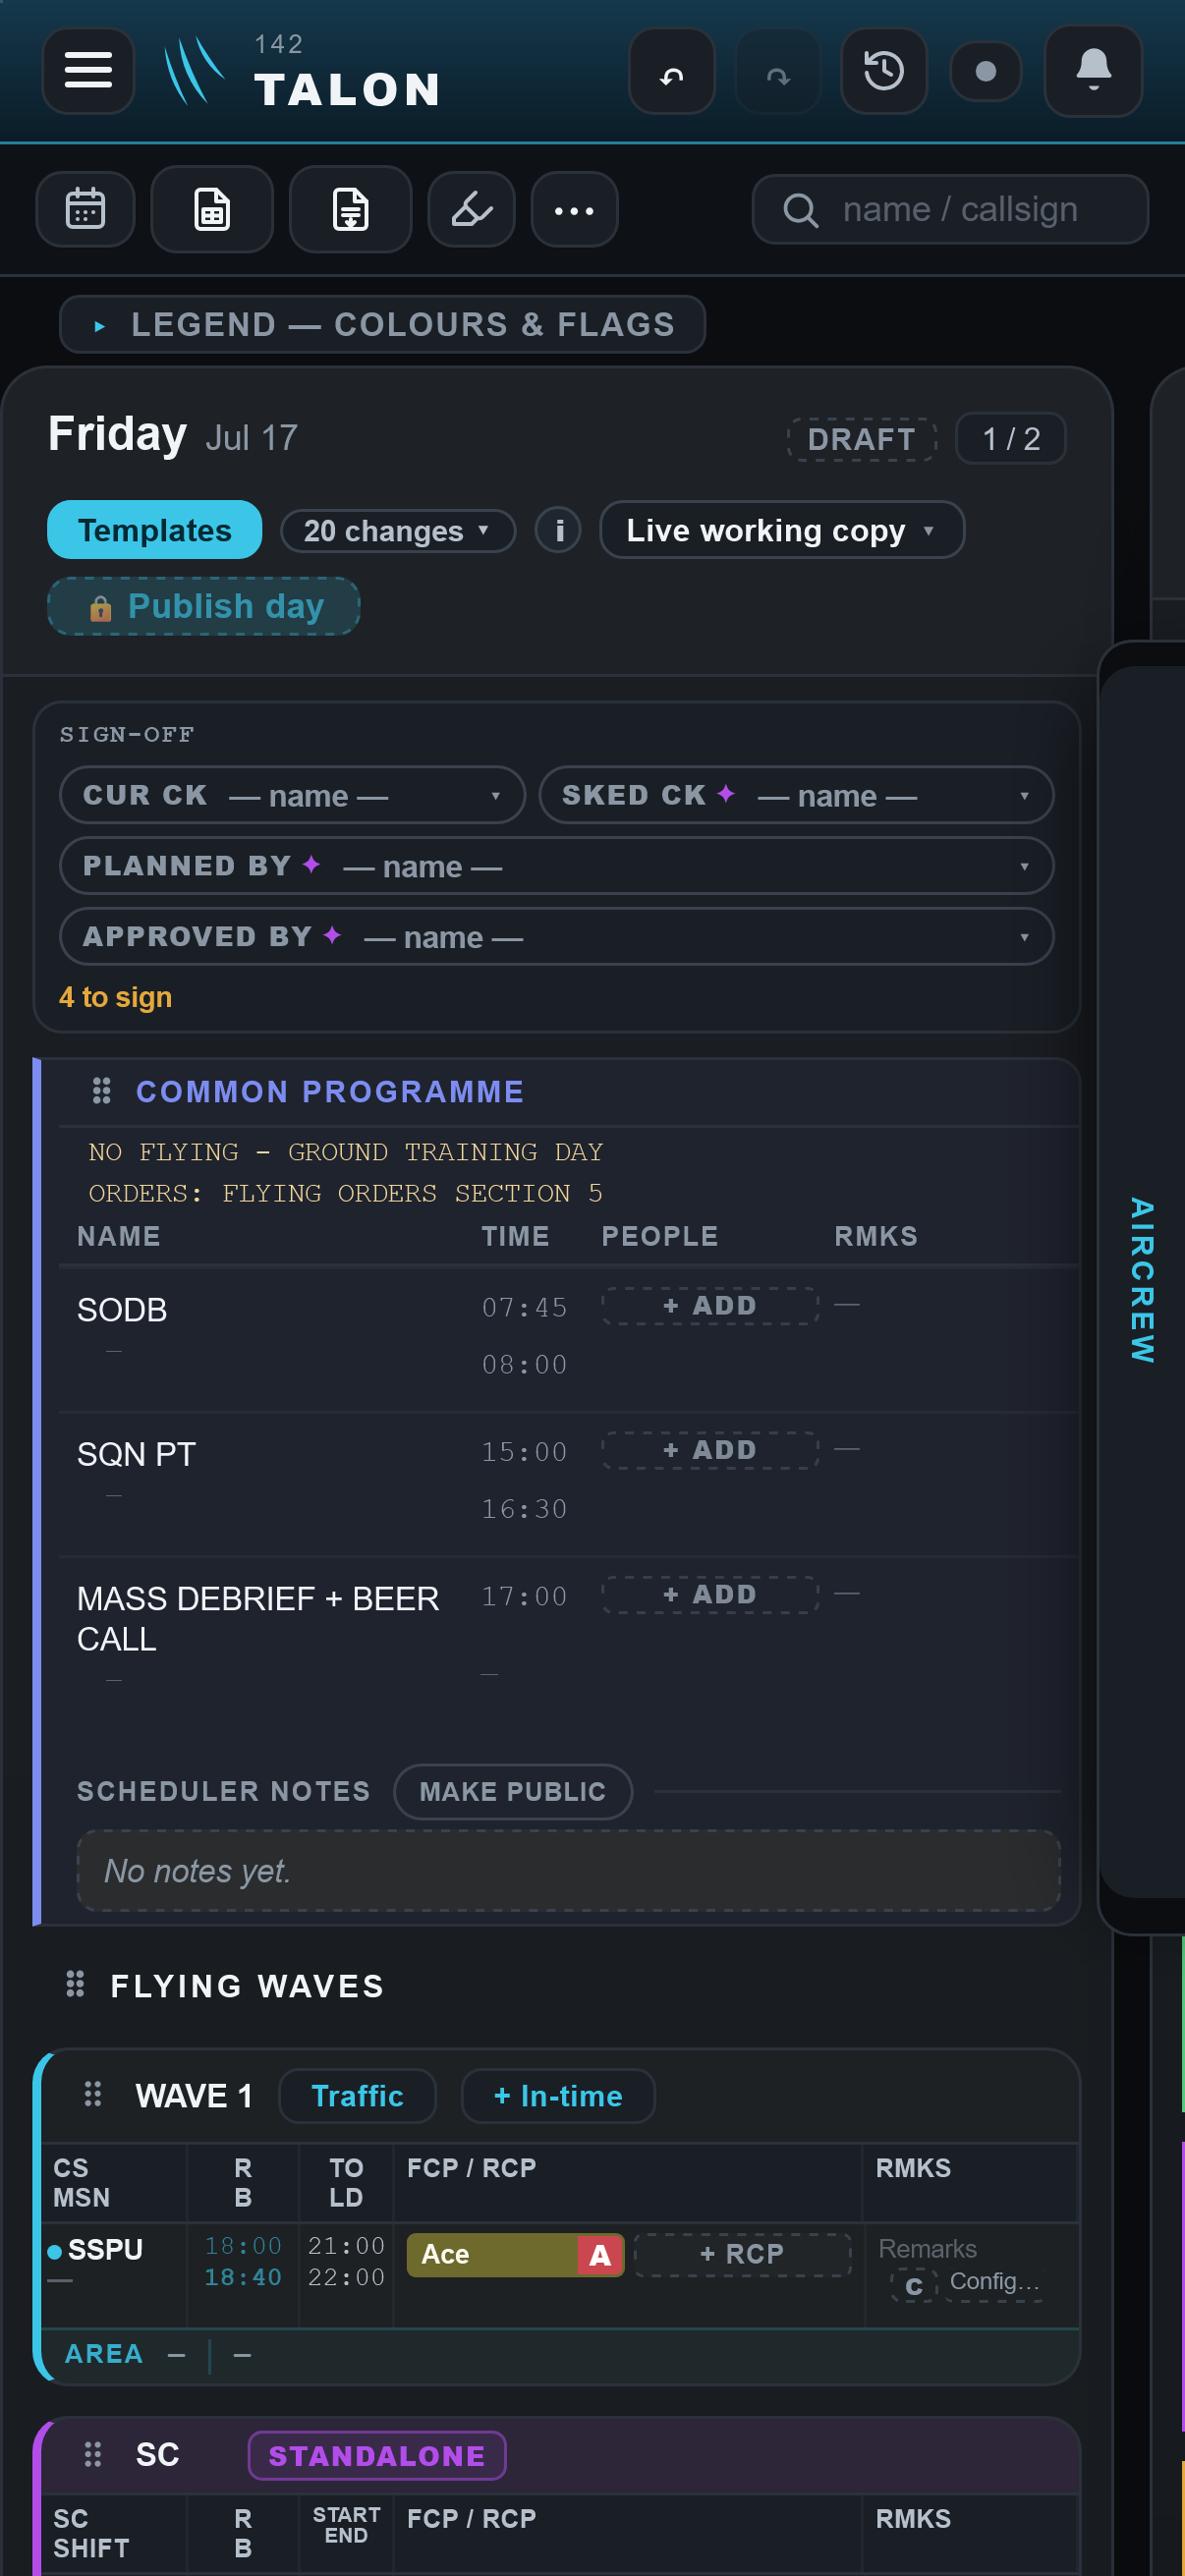 142
TALON
name / callsign
LEGEND — COLOURS & FLAGS
Friday Jul 17 DRAFT 1 / 2
Templates 20 changes i Live working copy
Publish day
SIGN-OFF
CUR CK — name — SKED CK — name —
PLANNED BY — name —
APPROVED BY — name —
4 to sign
COMMON PROGRAMME
NO FLYING - GROUND TRAINING DAY
ORDERS: FLYING ORDERS SECTION 5
NAME TIME PEOPLE RMKS
SODB 07:45 + ADD —
— 08:00
SQN PT 15:00 + ADD —
— 16:30
MASS DEBRIEF + BEER 17:00 + ADD —
CALL
— —
SCHEDULER NOTES MAKE PUBLIC
No notes yet.
AIRCREW
FLYING WAVES
WAVE 1 Traffic + In-time
CS R TO FCP / RCP RMKS
MSN B LD
SSPU 18:00 21:00 Ace A + RCP Remarks
— 18:40 22:00 C Config...
AREA — —
SC STANDALONE
SC R START FCP / RCP RMKS
SHIFT B END